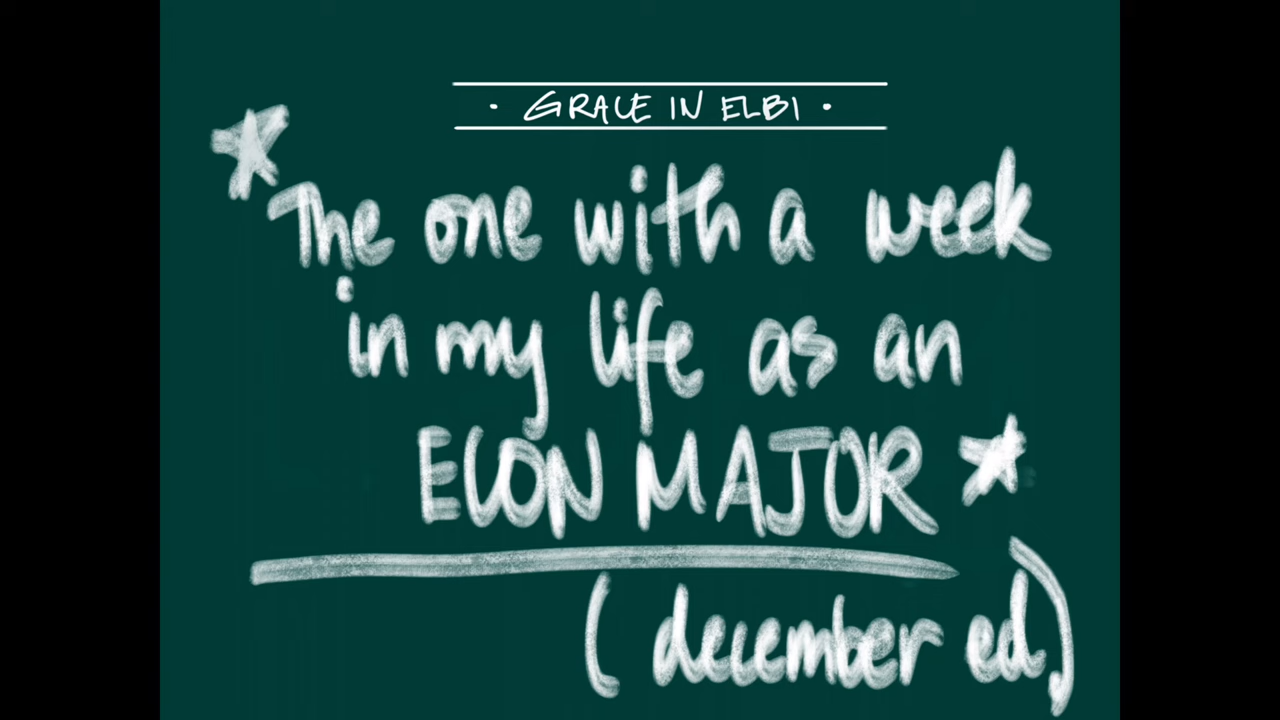 · GRACE IN ELBI ·
The one with a week
in my life as an
ECON MAJOR
(december ed)